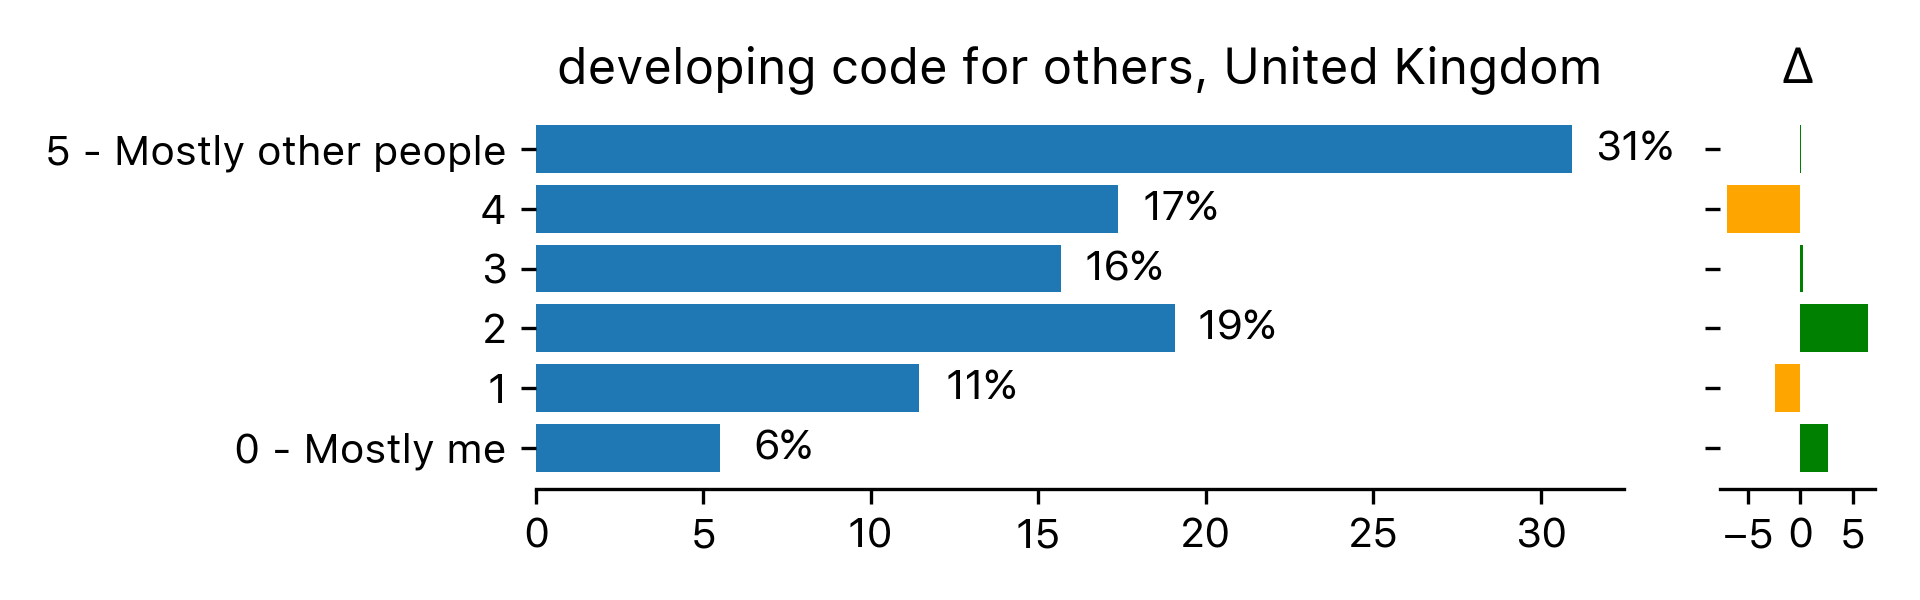 developing code for others, United Kingdom Δ
5 - Mostly other people 31%
4 17%
3 16%
2 19%
1 11%
0 - Mostly me 6%
0 5 10 15 20 25 30 −5 0 5